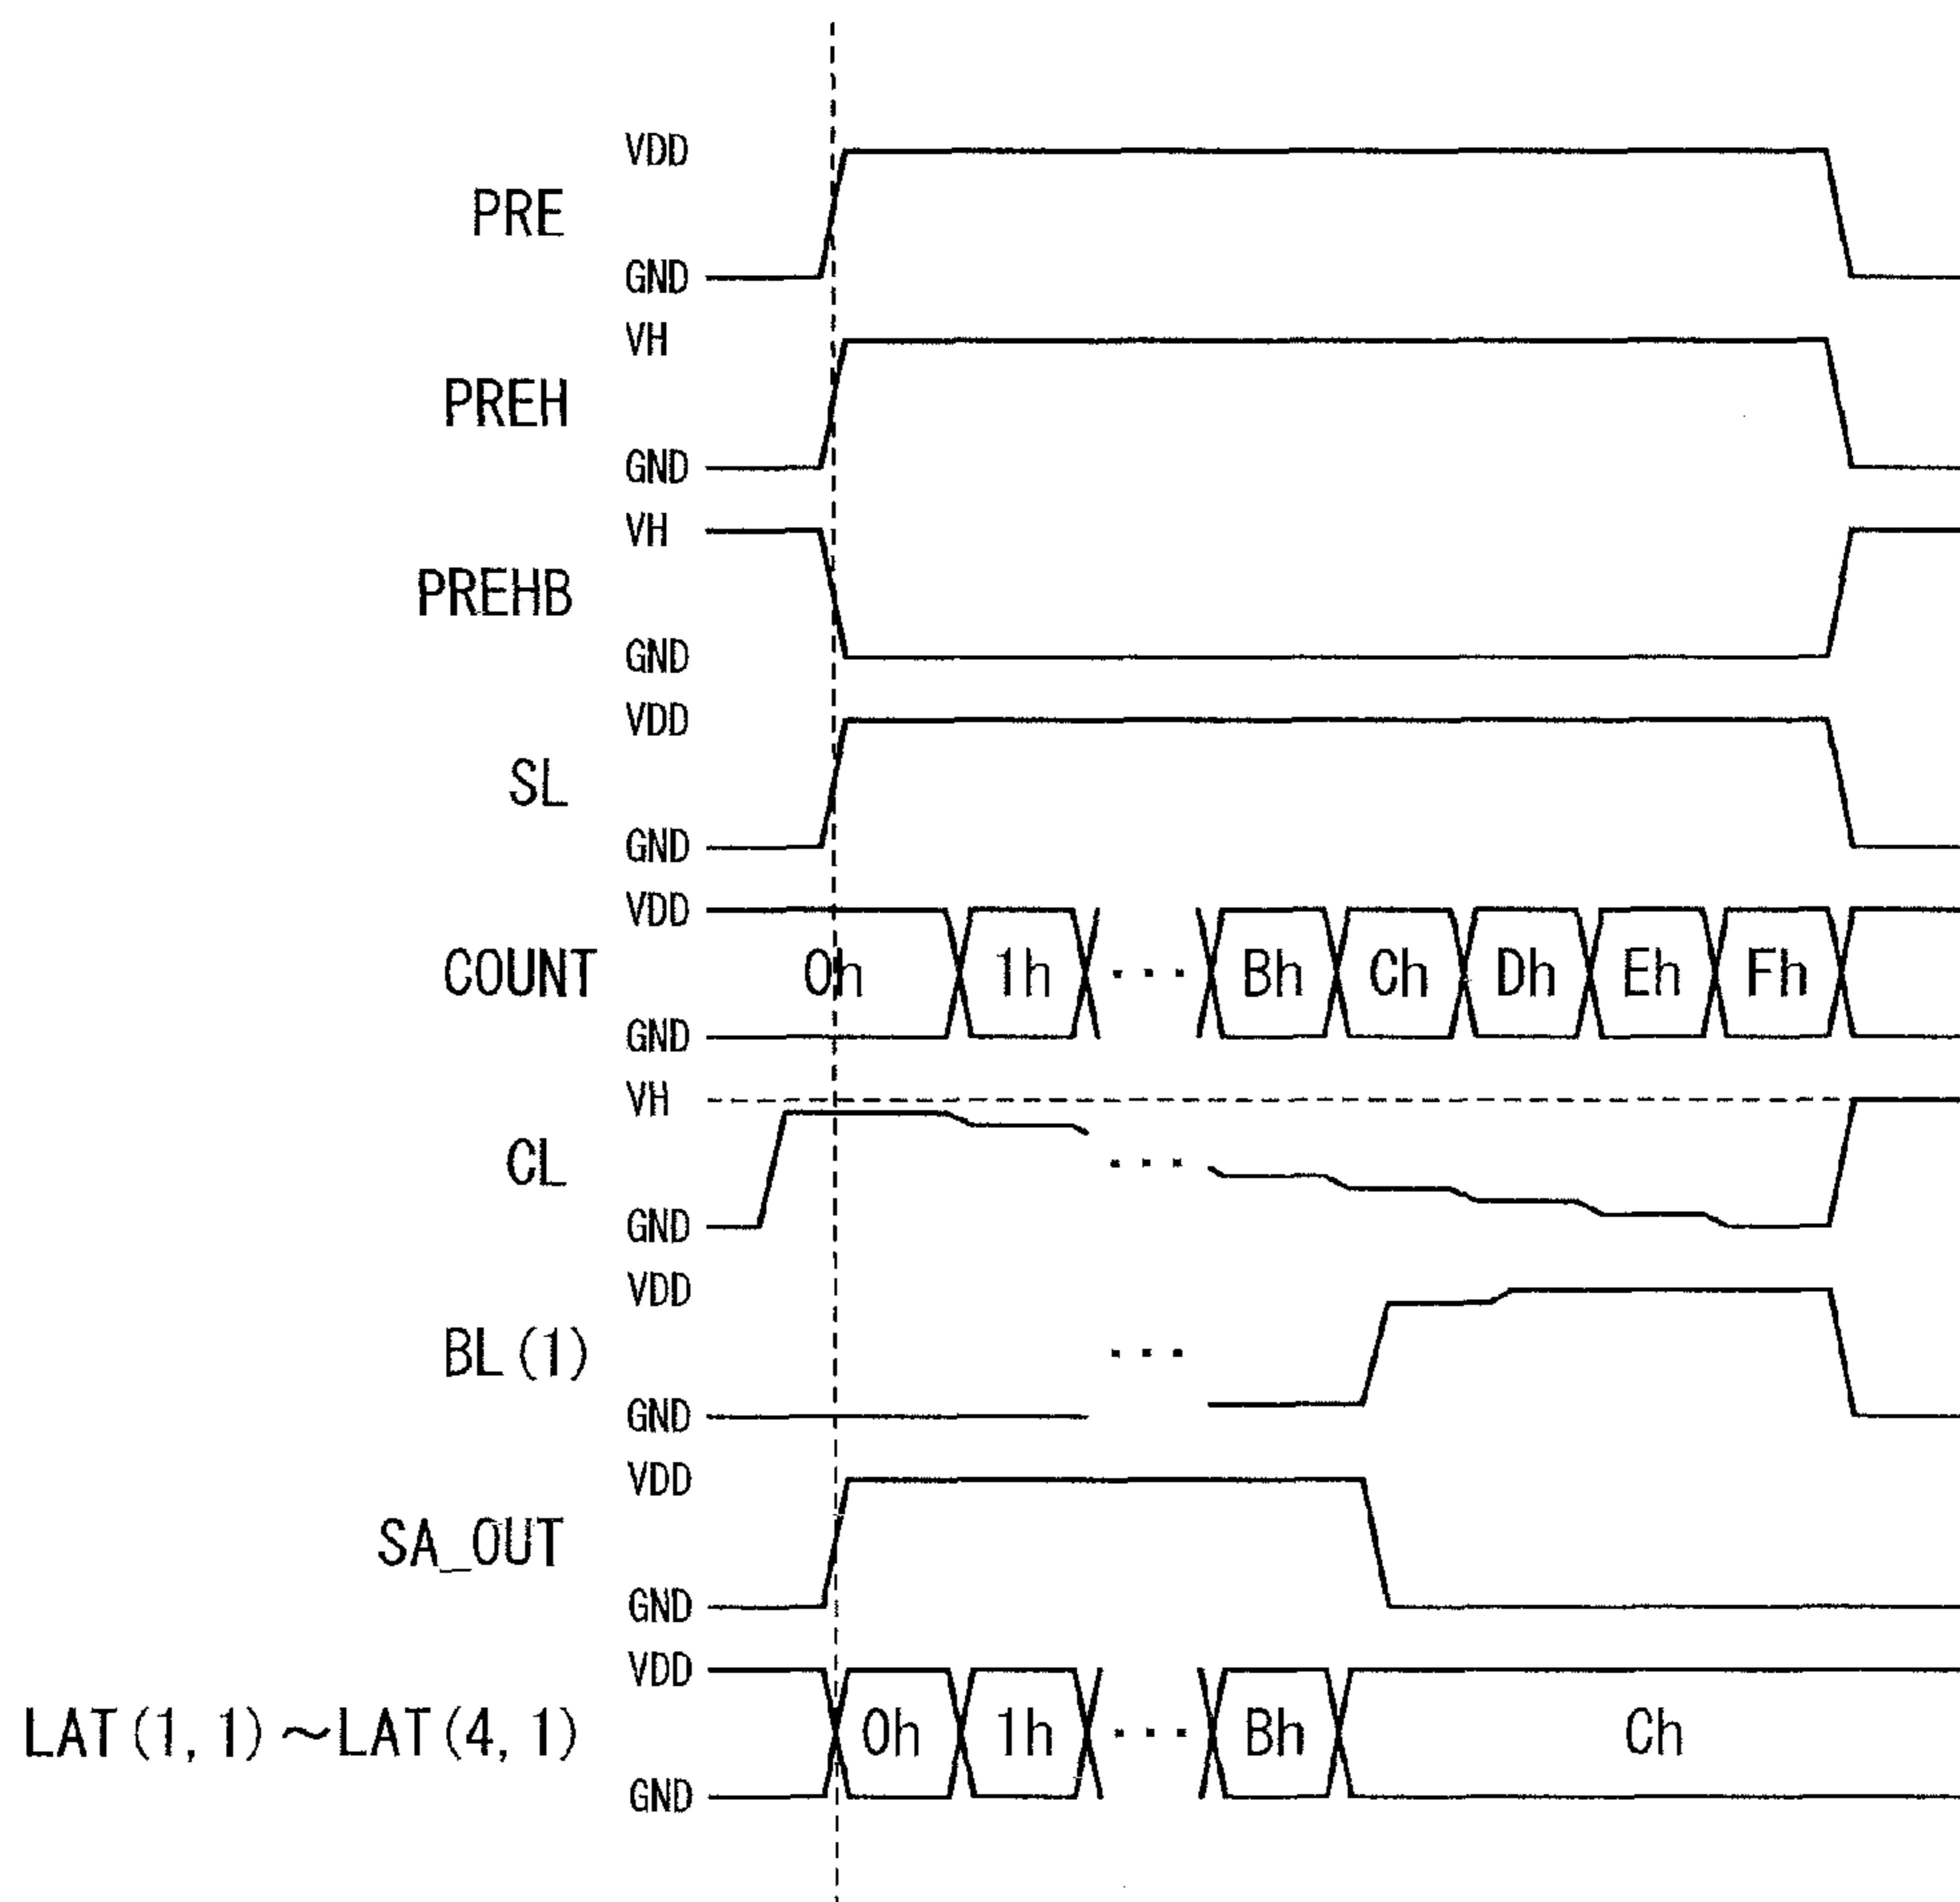 VDD
PRE
GND
VH
PREH
GND
VH
PREHB
GND
VDD
SL
GND
VDD
COUNT 0h 1h ··· Bh Ch Dh Eh Fh
GND
VH
CL ···
GND
VDD
BL(1) ···
GND
VDD
SA_OUT
GND
VDD
LAT(1,1)～LAT(4,1) 0h 1h ··· Bh Ch
GND